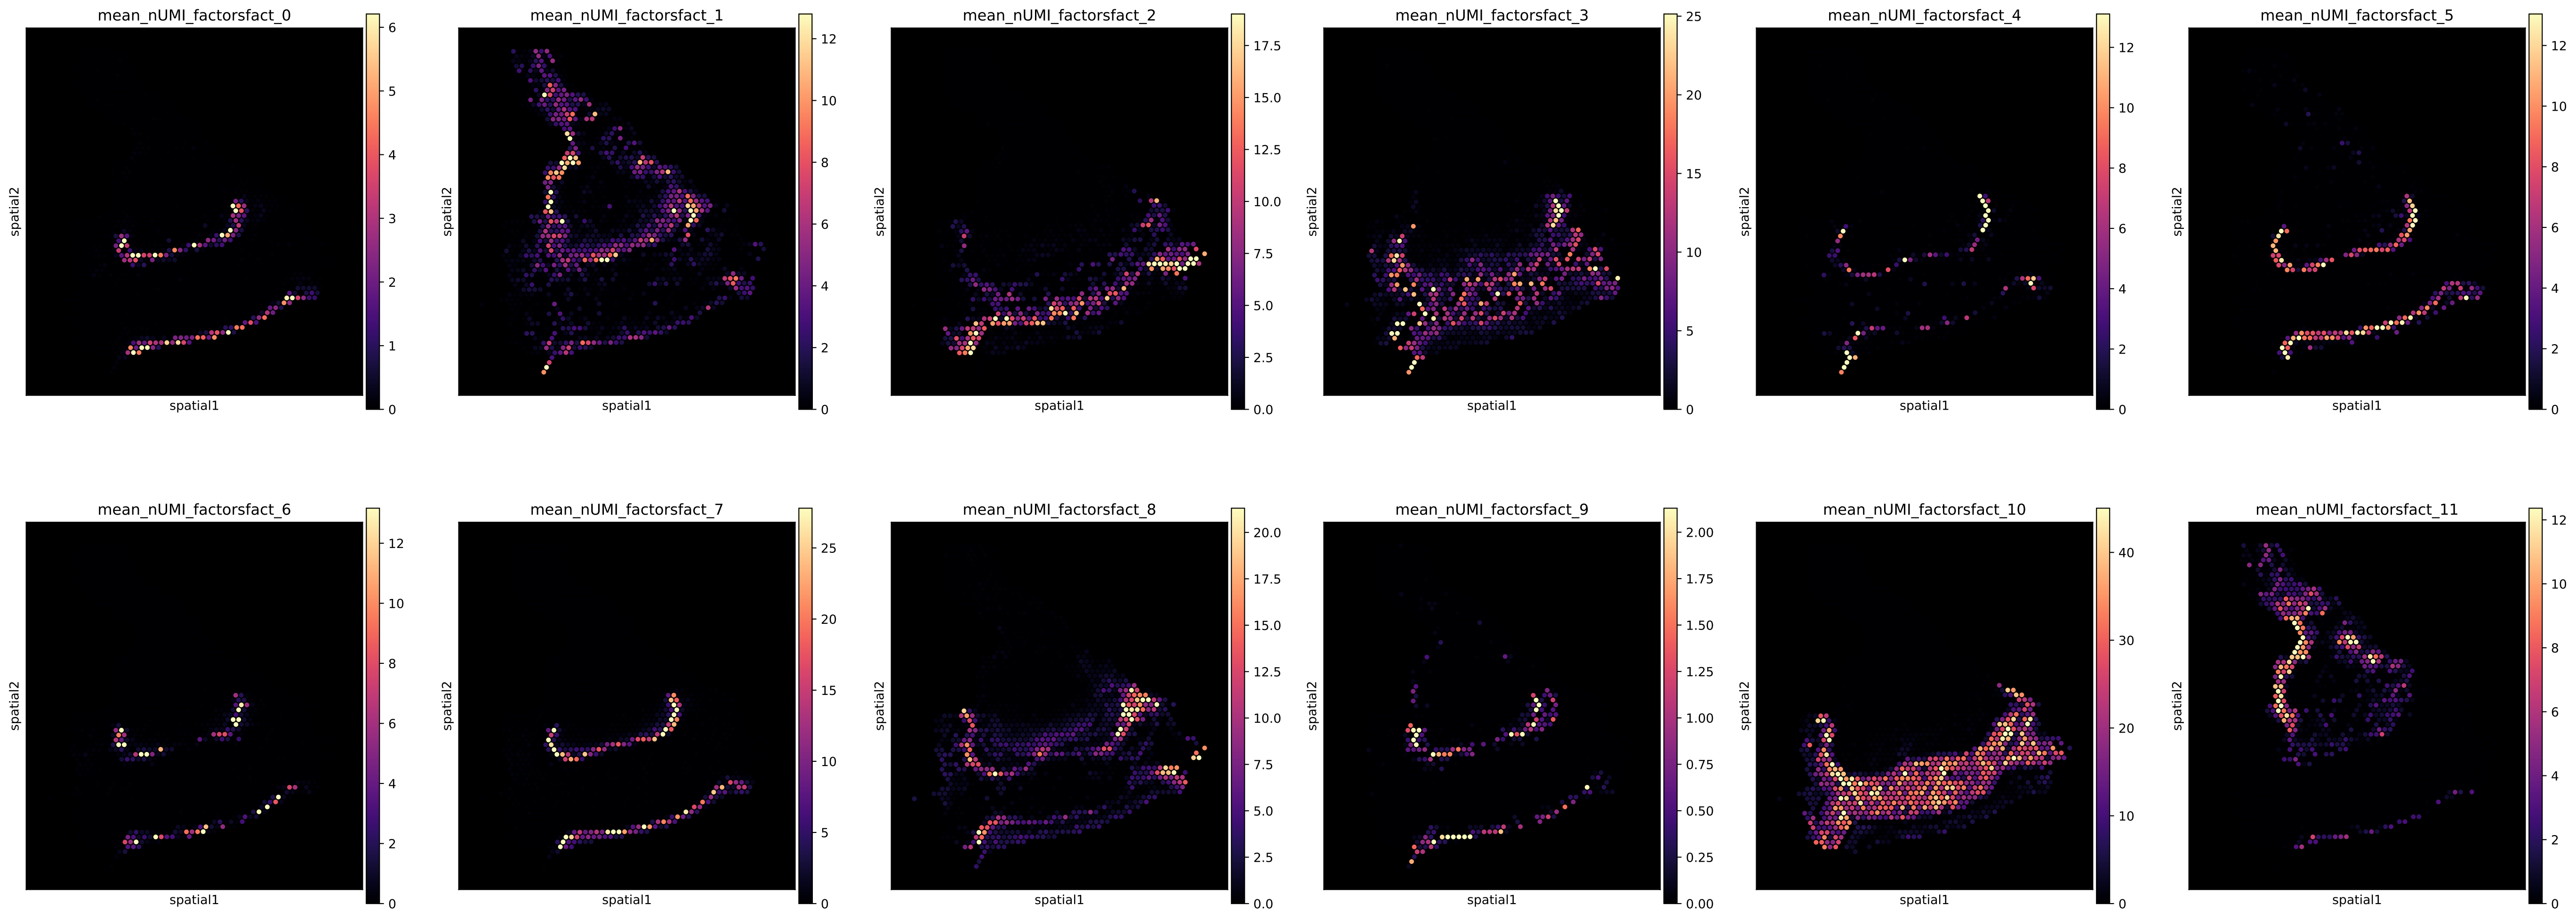 mean_nUMI_factorsfact_0
6
5
4
3
2
1
0
spatial2
spatial1
mean_nUMI_factorsfact_1
12
10
8
6
4
2
0
spatial2
spatial1
mean_nUMI_factorsfact_2
17.5
15.0
12.5
10.0
7.5
5.0
2.5
0.0
spatial2
spatial1
mean_nUMI_factorsfact_3
25
20
15
10
5
0
spatial2
spatial1
mean_nUMI_factorsfact_4
12
10
8
6
4
2
0
spatial2
spatial1
mean_nUMI_factorsfact_5
12
10
8
6
4
2
0
spatial2
spatial1
mean_nUMI_factorsfact_6
12
10
8
6
4
2
0
spatial2
spatial1
mean_nUMI_factorsfact_7
25
20
15
10
5
0
spatial2
spatial1
mean_nUMI_factorsfact_8
20.0
17.5
15.0
12.5
10.0
7.5
5.0
2.5
0.0
spatial2
spatial1
mean_nUMI_factorsfact_9
2.00
1.75
1.50
1.25
1.00
0.75
0.50
0.25
0.00
spatial2
spatial1
mean_nUMI_factorsfact_10
40
30
20
10
0
spatial2
spatial1
mean_nUMI_factorsfact_11
12
10
8
6
4
2
0
spatial2
spatial1